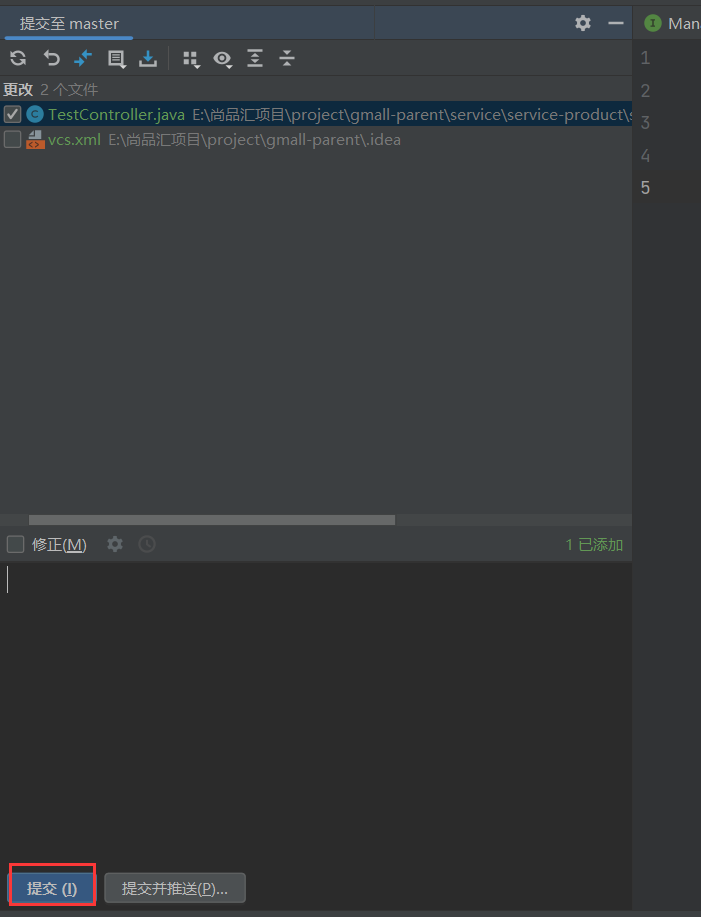 提交至 master
Man
更改 2 个文件
TestController.java E:\尚品汇项目\project\gmall-parent\service\service-product\s
vcs.xml E:\尚品汇项目\project\gmall-parent\.idea
1
2
3
4
5
修正(M)
1 已添加
提交 (I)
提交并推送(P)...